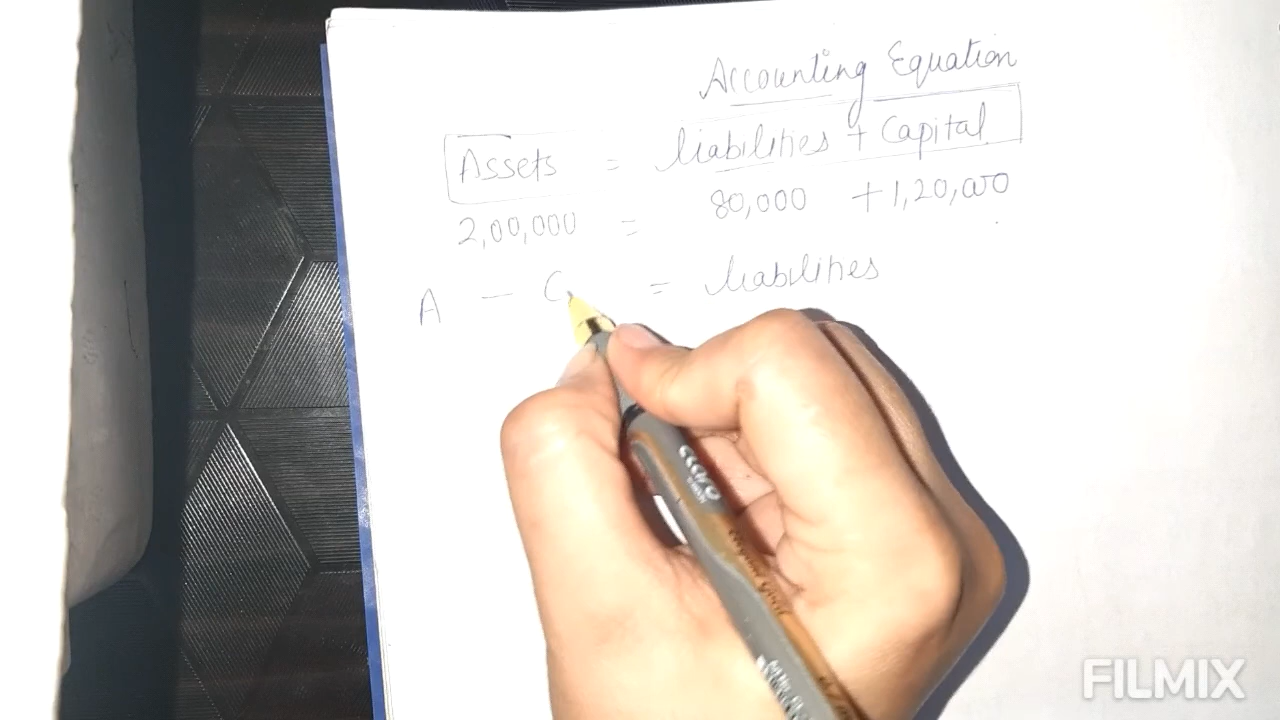 Accounting Equation
Assets = liabilities + Capital
2,00,000 = 80,000 + 1,20,000
A - C = liabilities
FILMIX